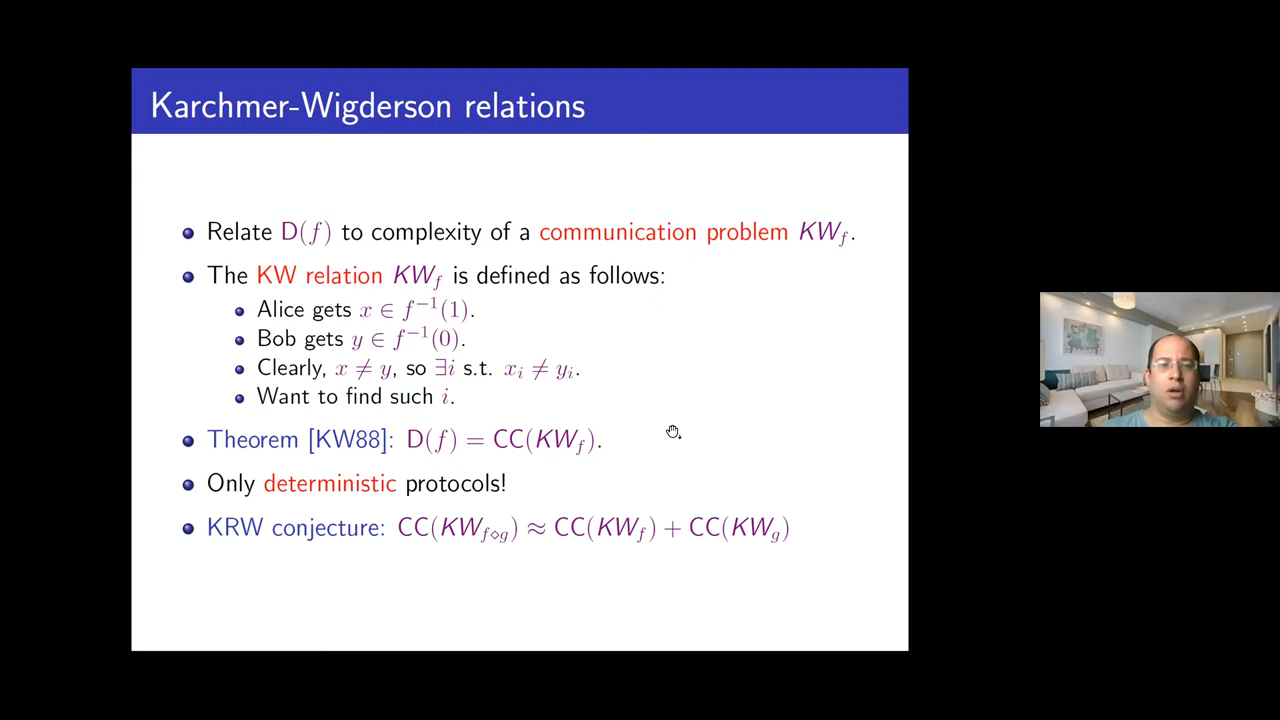 Karchmer-Wigderson relations
Relate D(f) to complexity of a communication problem KW_f.
The KW relation KW_f is defined as follows:
Alice gets x ∈ f⁻¹(1).
Bob gets y ∈ f⁻¹(0).
Clearly, x ≠ y, so ∃i s.t. x_i ≠ y_i.
Want to find such i.
Theorem [KW88]: D(f) = CC(KW_f).
Only deterministic protocols!
KRW conjecture: CC(KW_{f⋄g}) ≈ CC(KW_f) + CC(KW_g)